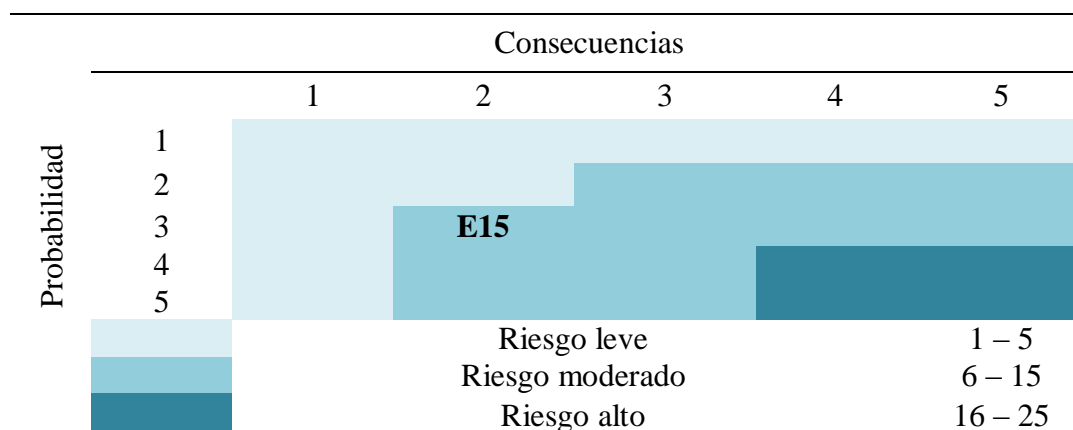 Consecuencias
1 2 3 4 5
Probabilidad
1
2
3 E15
4
5
Riesgo leve 1 – 5
Riesgo moderado 6 – 15
Riesgo alto 16 – 25